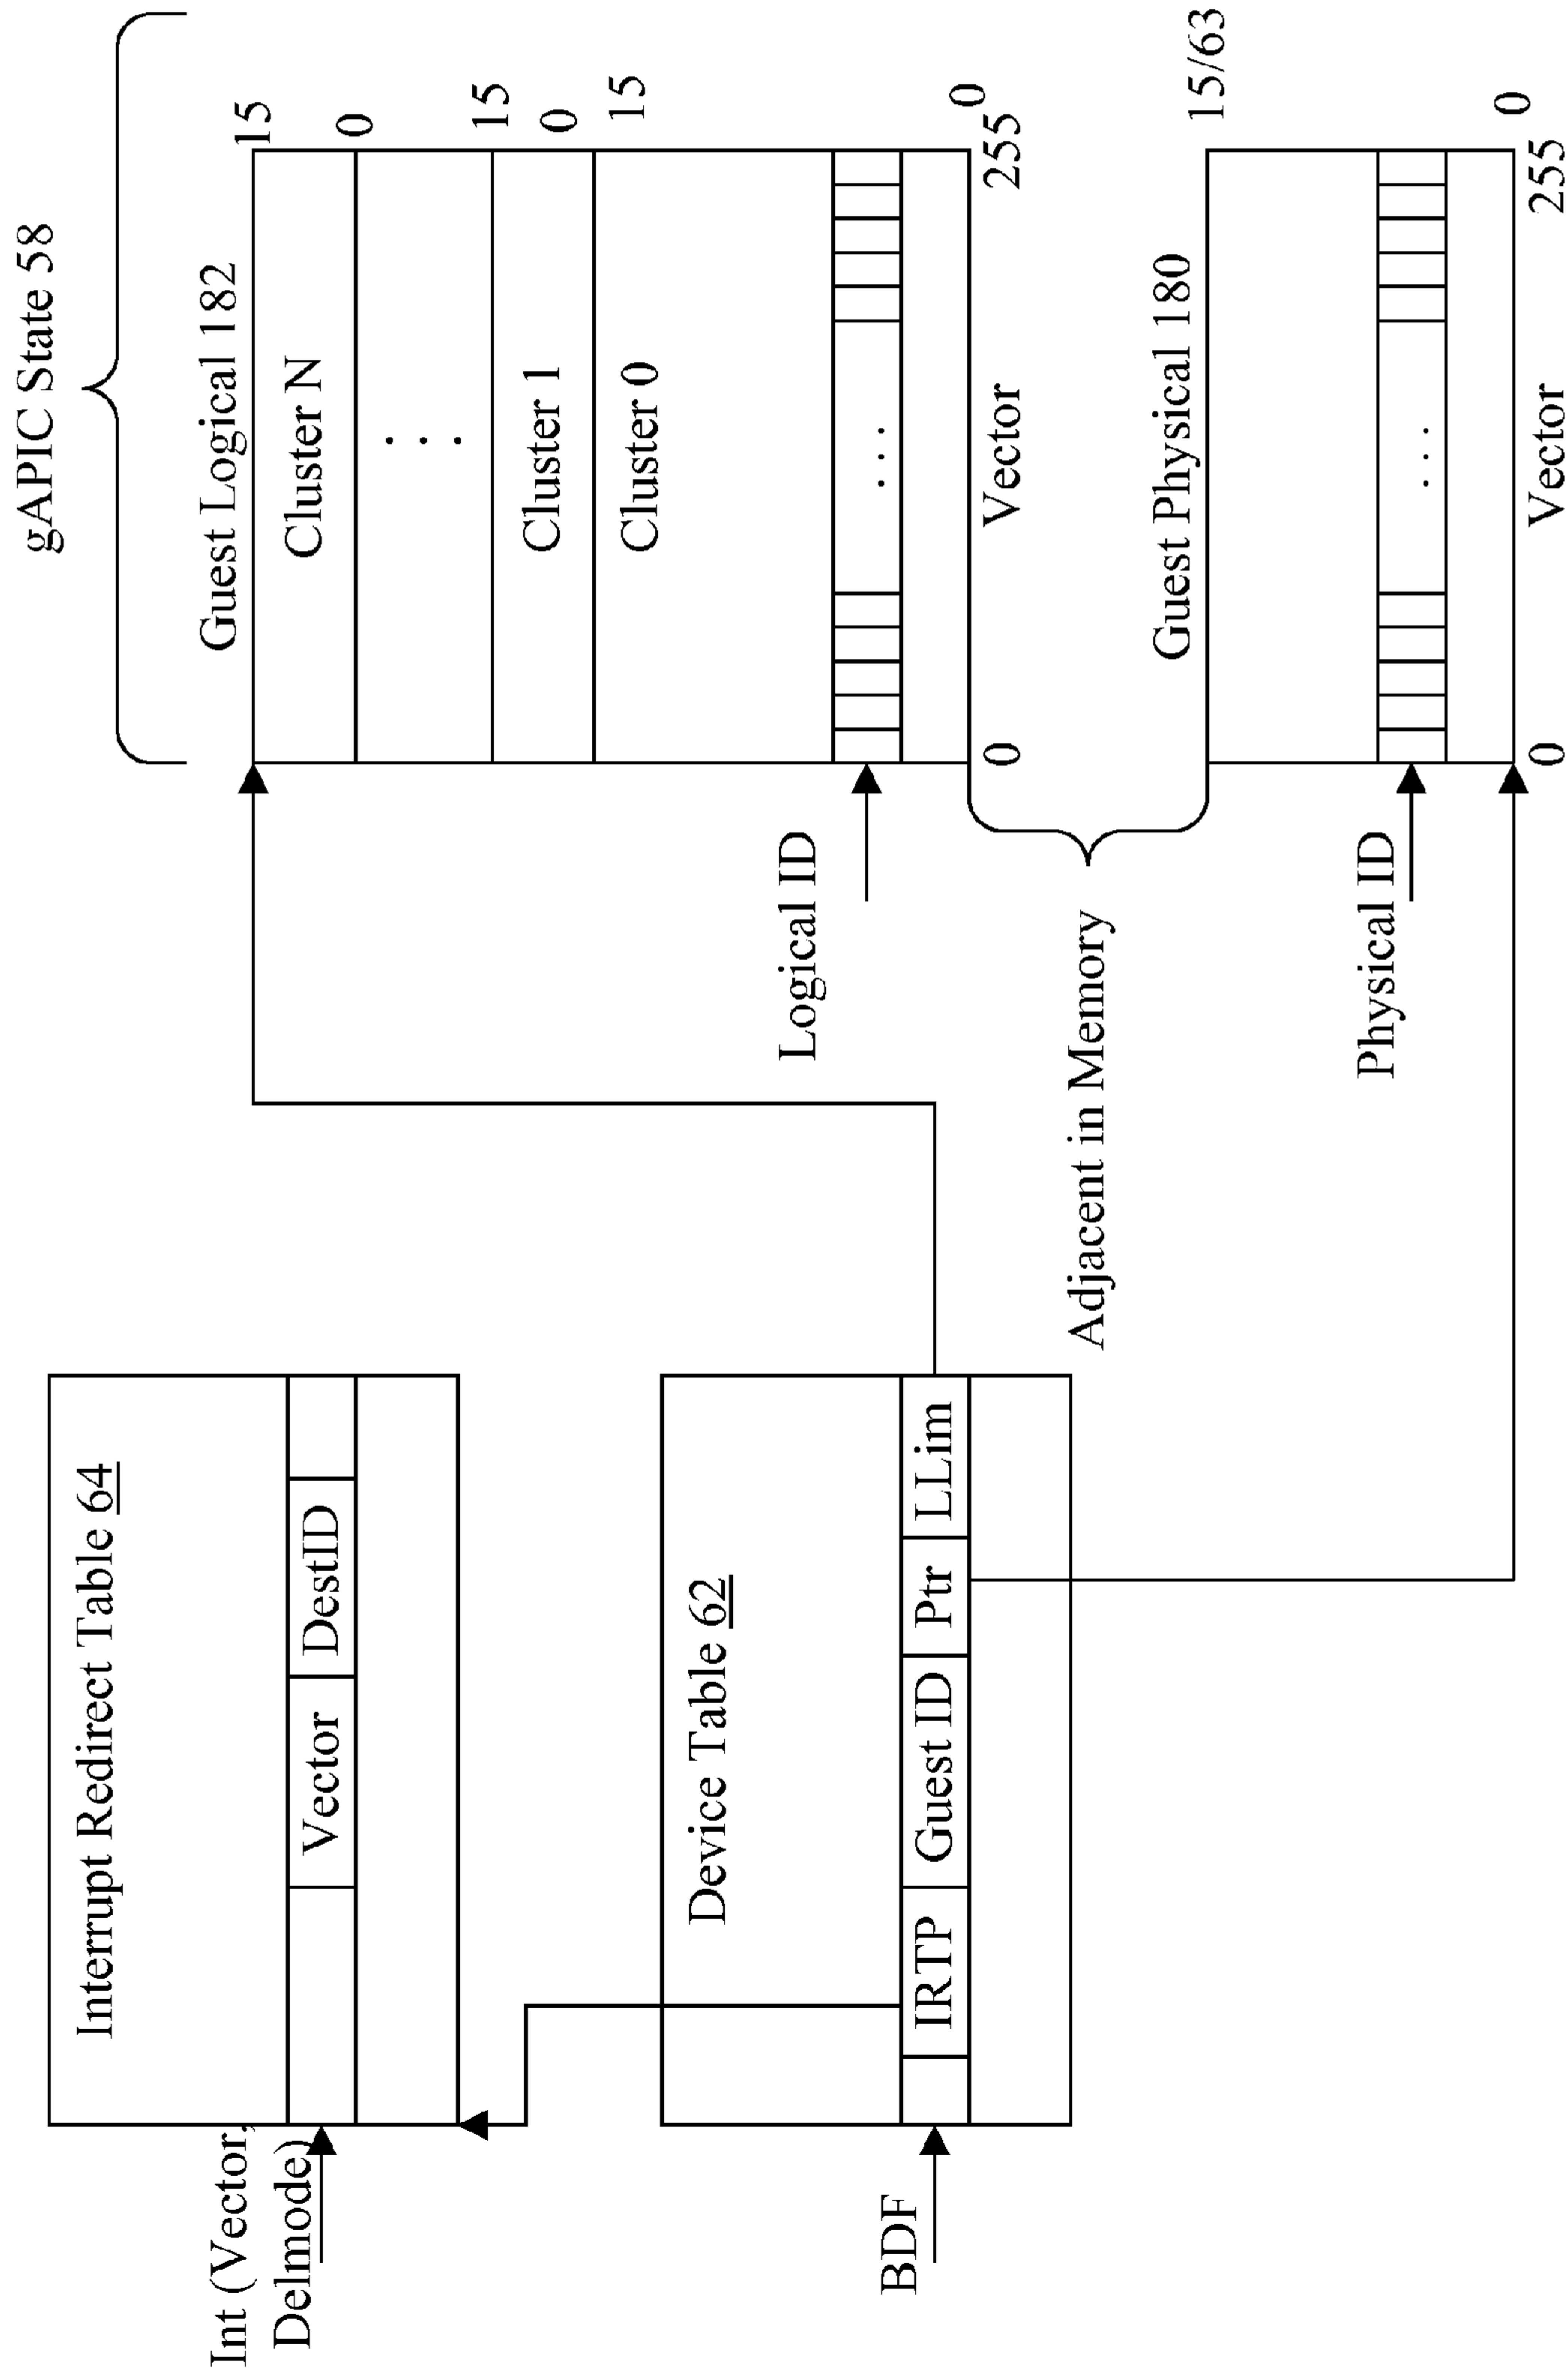 gAPIC State 58
Int (Vector,
Delmode)
Interrupt Redirect Table 64
Vector
DestID
BDF
Device Table 62
IRTP
Guest ID
Ptr
LLim
Guest Logical 182
15
Cluster N
0
⋮
15
Cluster 1
0
15
Cluster 0
Logical ID
...
0
0
Vector
255
Adjacent in Memory
Guest Physical 180
15/63
Physical ID
...
0
0
Vector
255